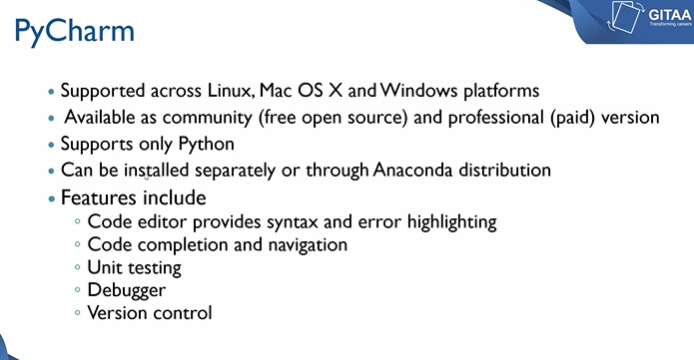 PyCharm
GITAA
Transforming careers
• Supported across Linux, Mac OS X and Windows platforms
• Available as community (free open source) and professional (paid) version
• Supports only Python
• Can be installed separately or through Anaconda distribution
• Features include
◦ Code editor provides syntax and error highlighting
◦ Code completion and navigation
◦ Unit testing
◦ Debugger
◦ Version control